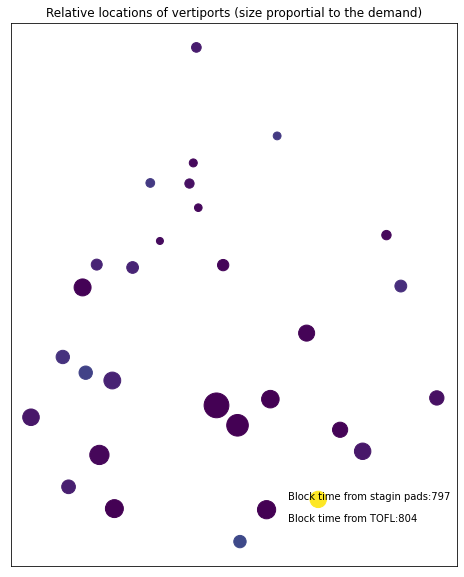 Relative locations of vertiports (size proportial to the demand)
Block time from stagin pads:797
Block time from TOFL:804